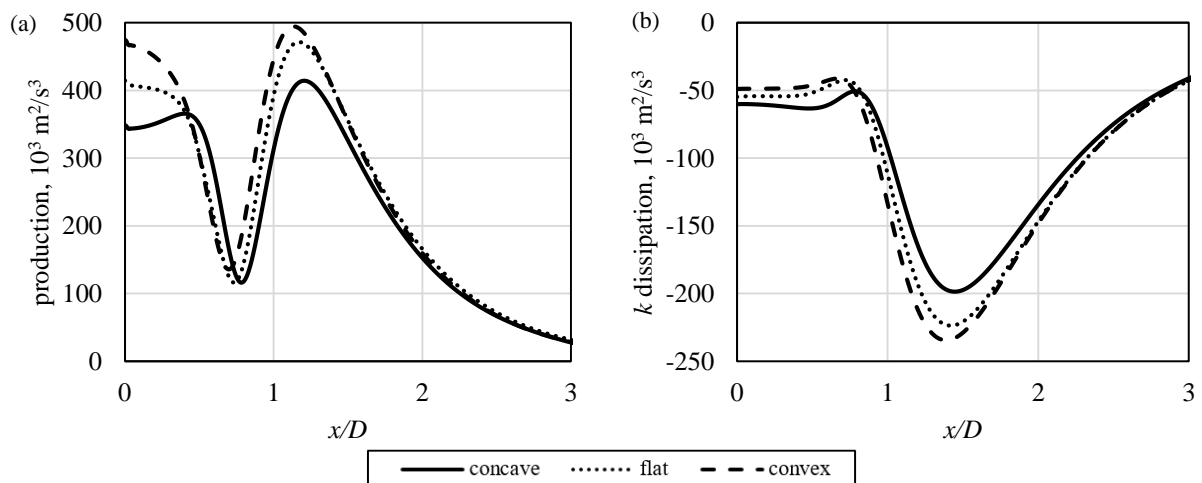 (a)
production, 10³ m²/s³
500
400
300
200
100
0
0 1 2 3
x/D
(b)
k dissipation, 10³ m²/s³
0
-50
-100
-150
-200
-250
0 1 2 3
x/D
concave flat convex